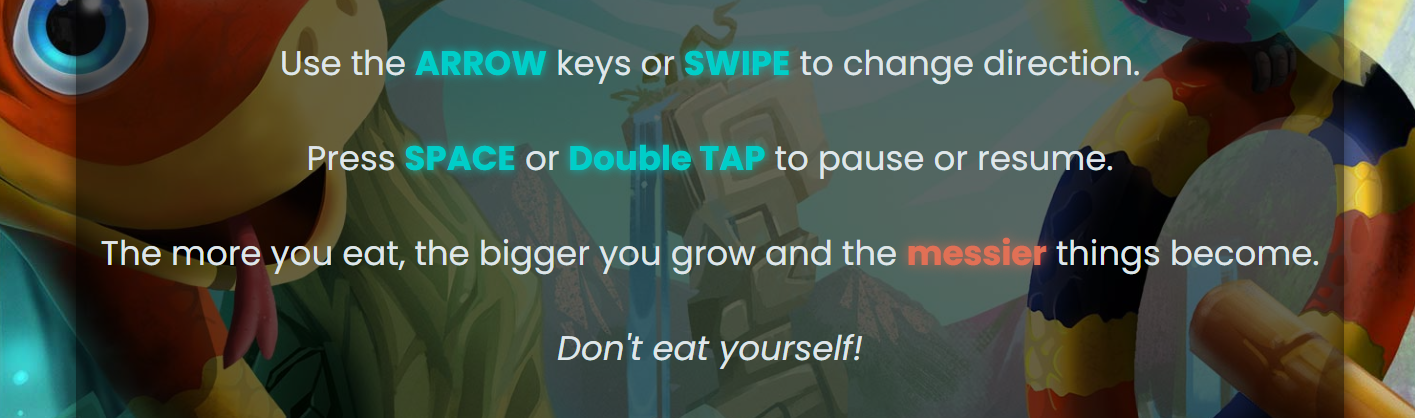 Use the ARROW keys or SWIPE to change direction.
Press SPACE or Double TAP to pause or resume.
The more you eat, the bigger you grow and the messier things become.
Don't eat yourself!